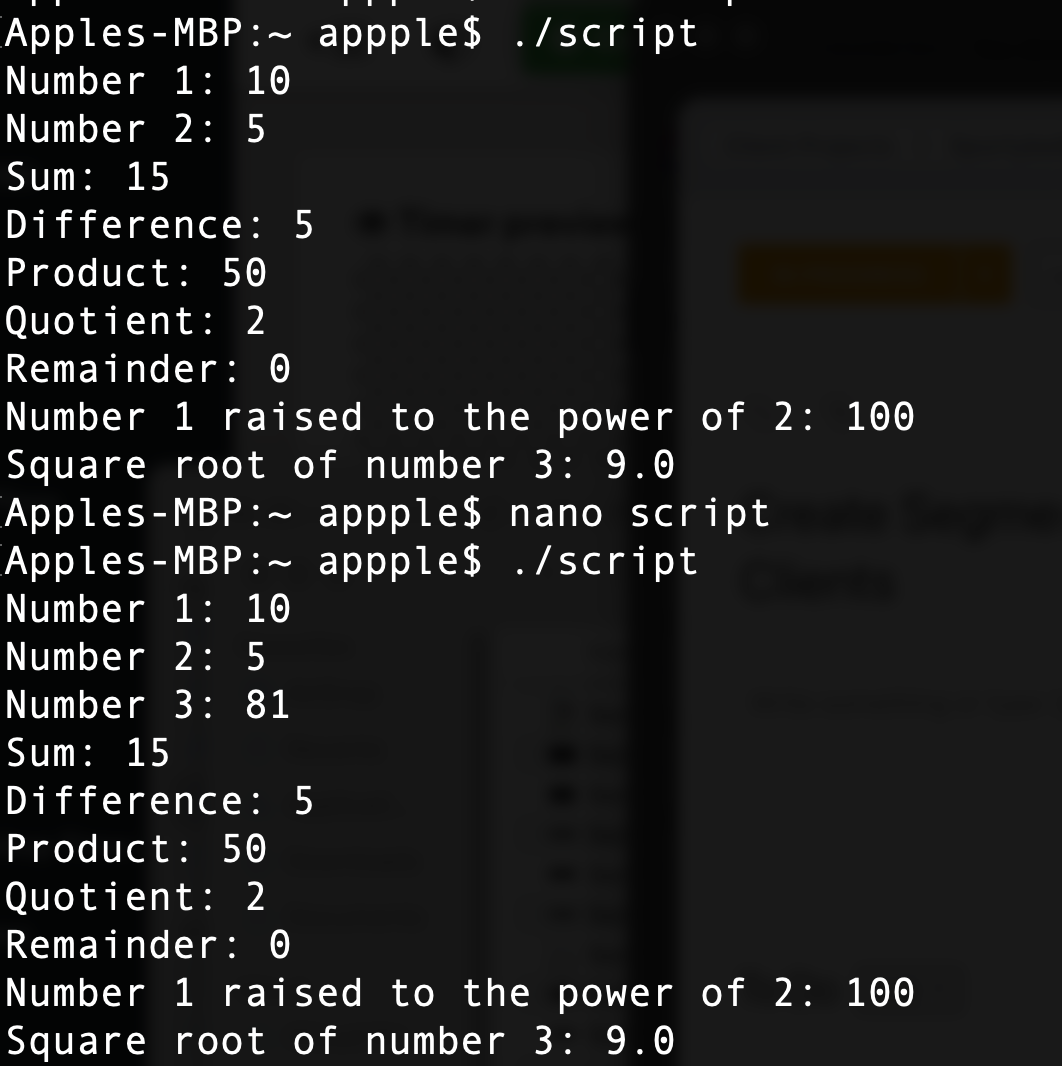 Apples-MBP:~ appple$ ./script
Number 1: 10
Number 2: 5
Sum: 15
Difference: 5
Product: 50
Quotient: 2
Remainder: 0
Number 1 raised to the power of 2: 100
Square root of number 3: 9.0
Apples-MBP:~ appple$ nano script
Apples-MBP:~ appple$ ./script
Number 1: 10
Number 2: 5
Number 3: 81
Sum: 15
Difference: 5
Product: 50
Quotient: 2
Remainder: 0
Number 1 raised to the power of 2: 100
Square root of number 3: 9.0